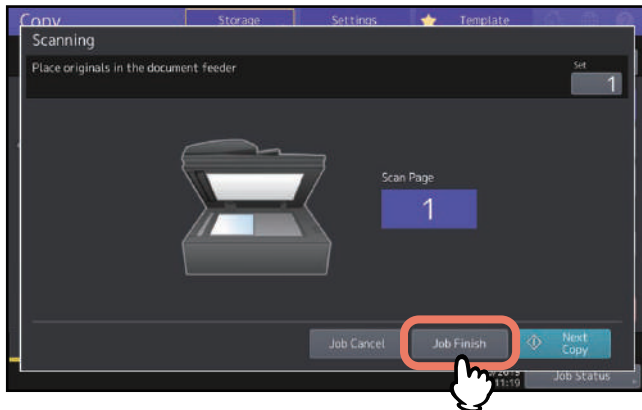 Copy
Storage
Settings
Template
Scanning
Place originals in the document feeder
Set
1
Scan Page
1
Job Cancel
Job Finish
Next
Copy
11:19
Job Status